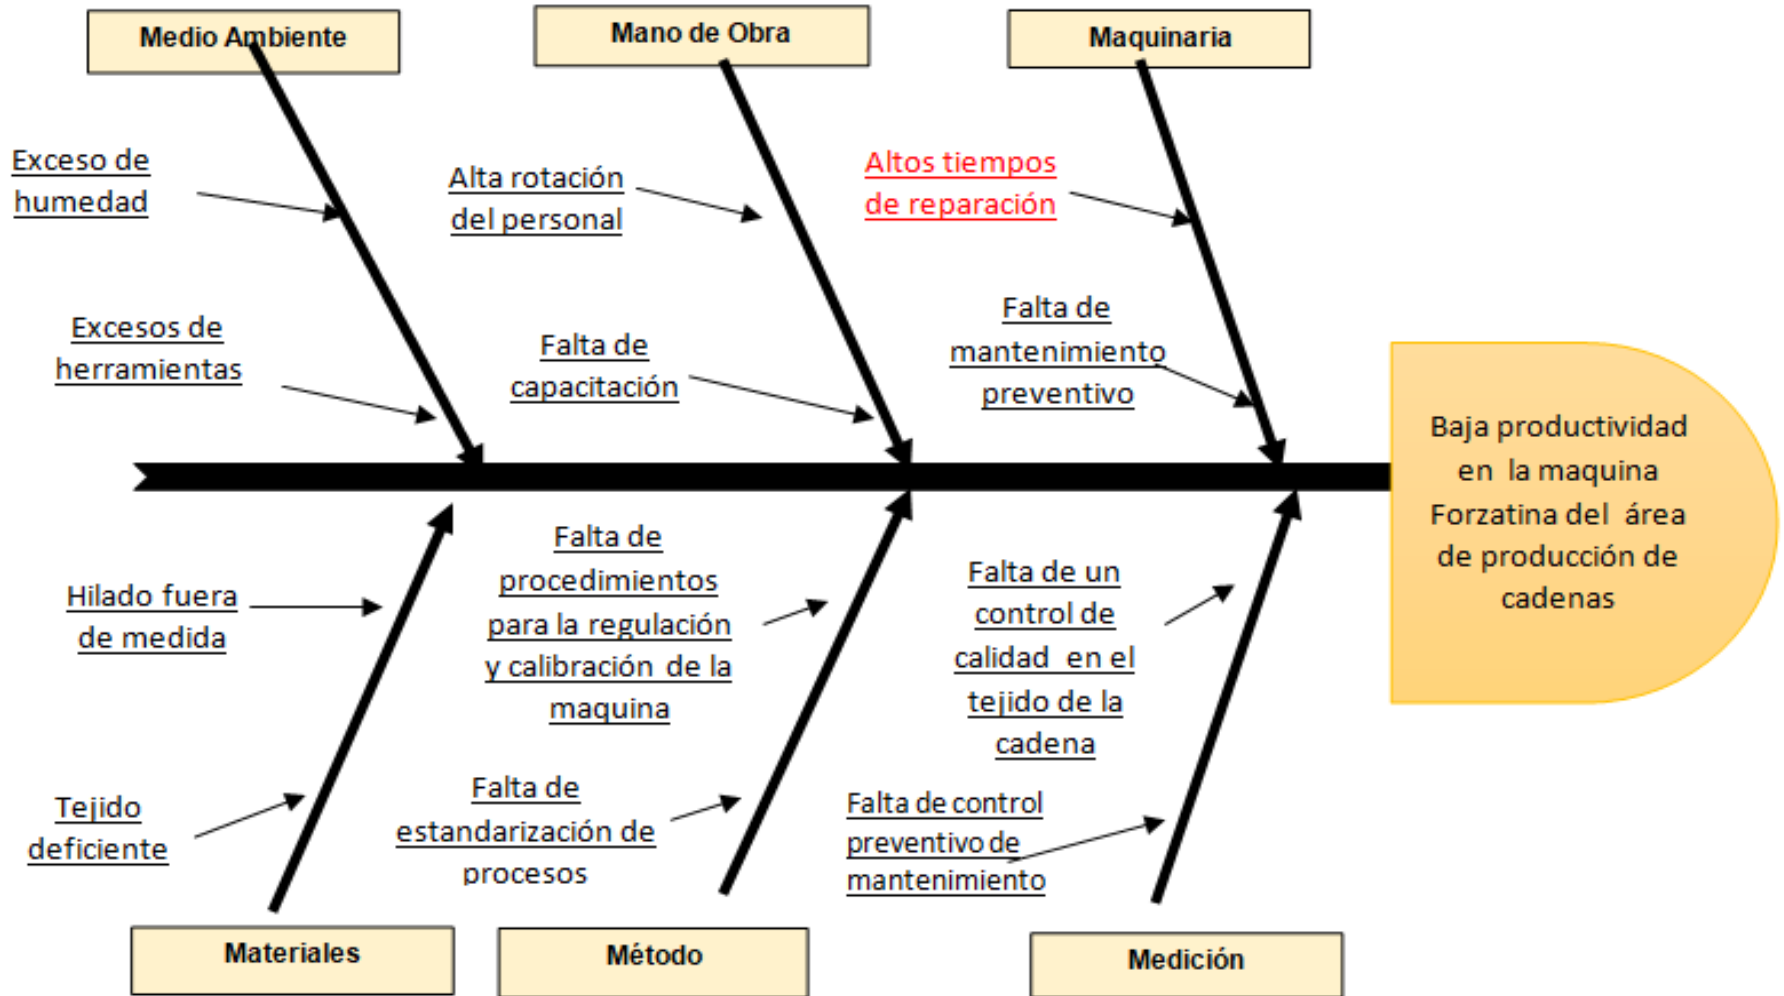 Medio Ambiente
Mano de Obra
Maquinaria
Exceso de
humedad
Alta rotación
del personal
Altos tiempos
de reparación
Excesos de
herramientas
Falta de
capacitación
Falta de
mantenimiento
preventivo
Baja productividad
en la maquina
Forzatina del área
de producción de
cadenas
Hilado fuera
de medida
Falta de
procedimientos
para la regulación
y calibración de la
maquina
Falta de un
control de
calidad en el
tejido de la
cadena
Tejido
deficiente
Falta de
estandarización de
procesos
Falta de control
preventivo de
mantenimiento
Materiales
Método
Medición